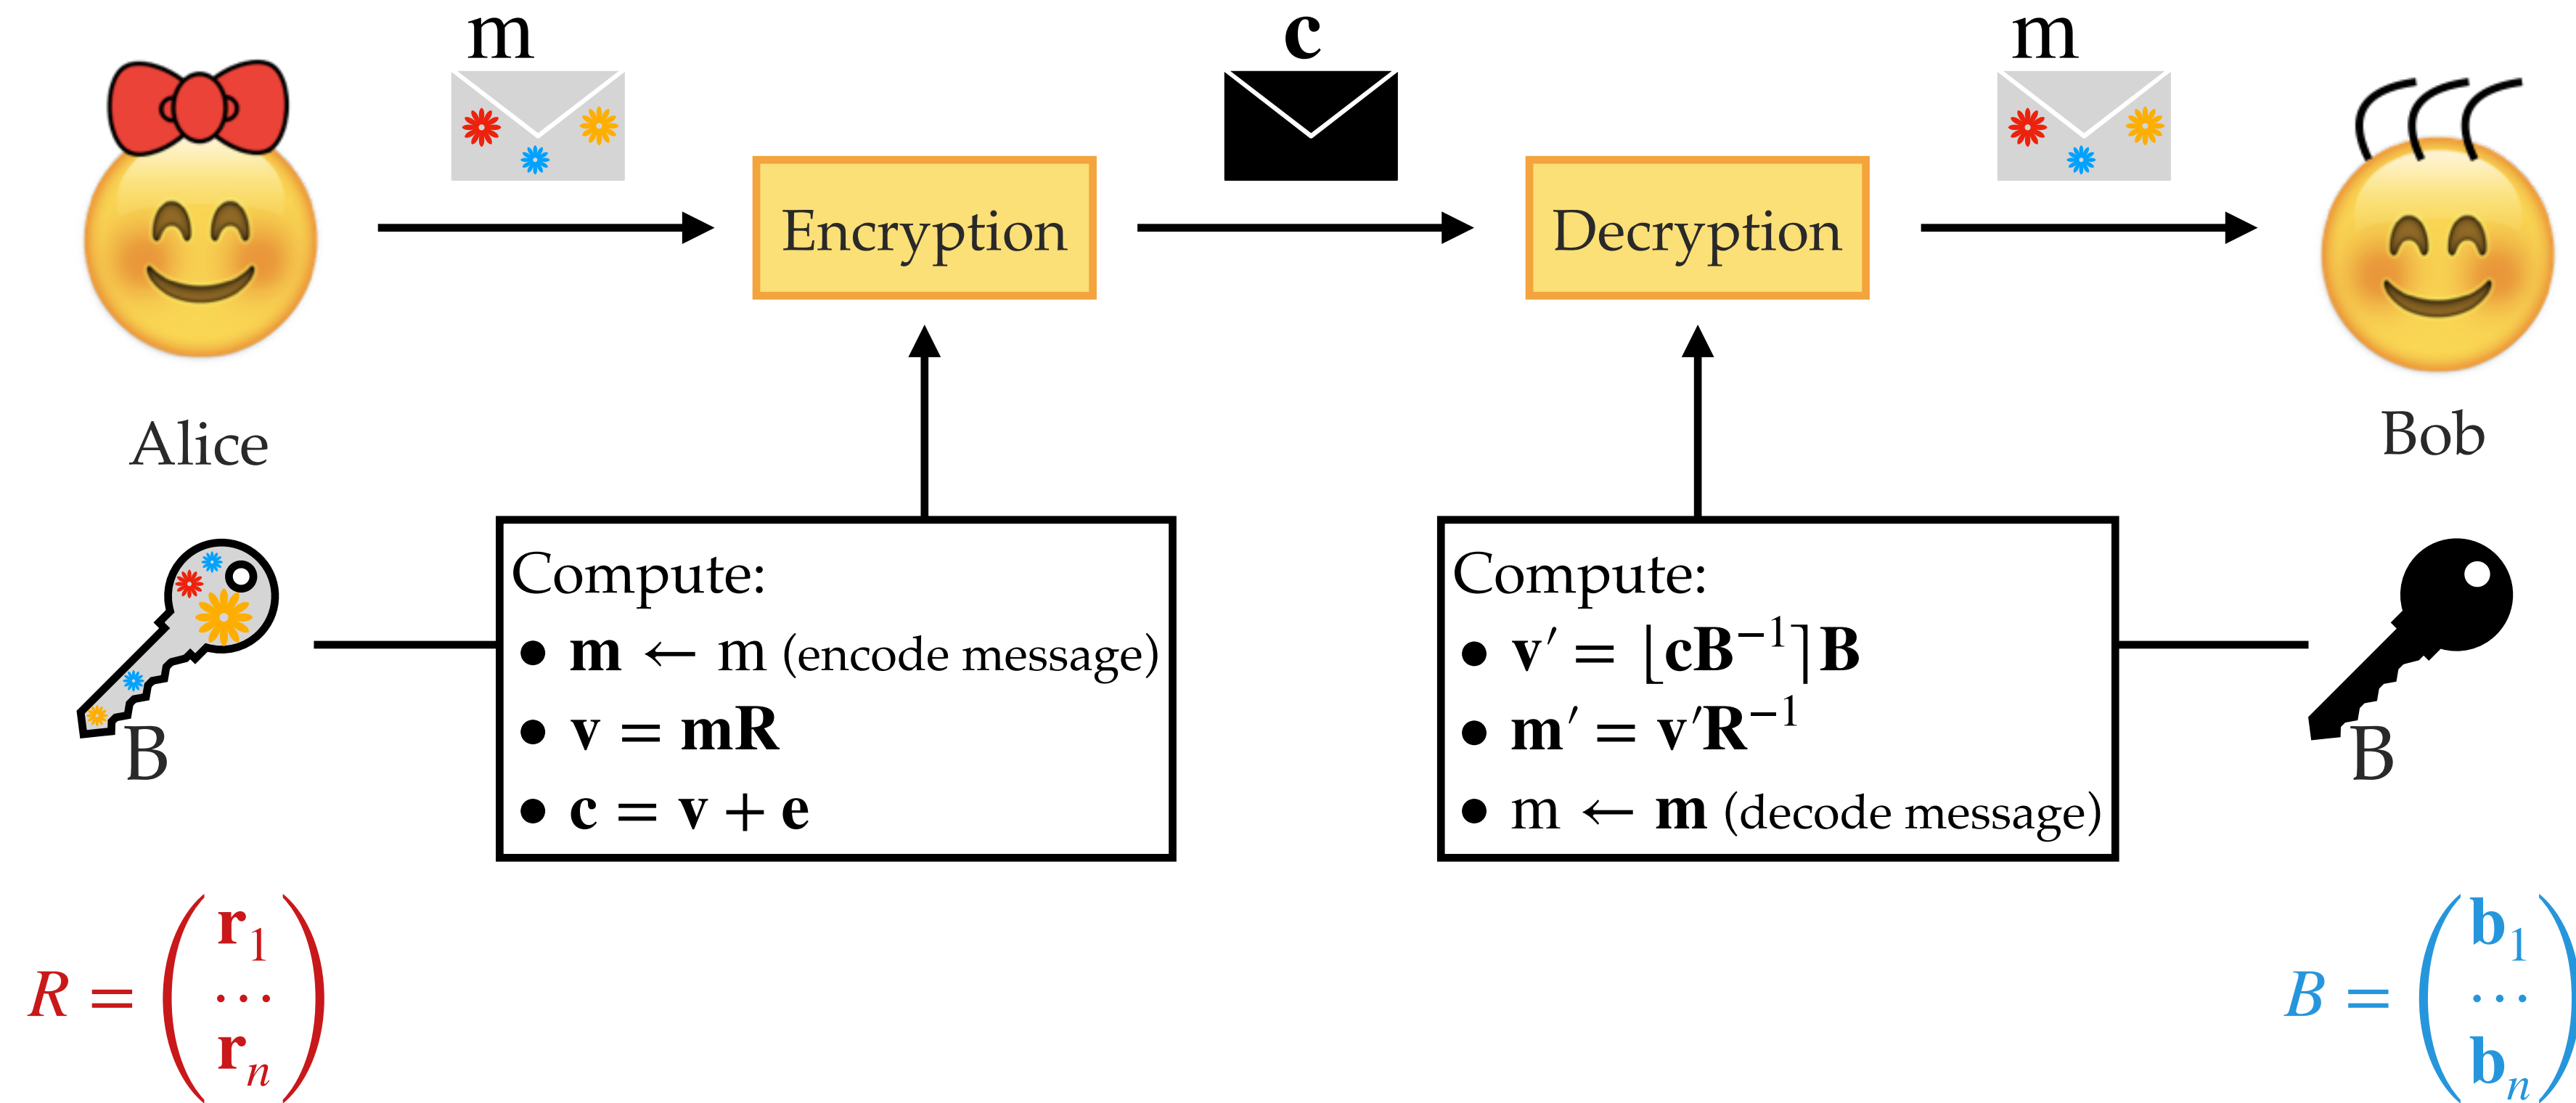 m
c
m
Encryption
Decryption
Alice
Bob
Compute:
• m ← m (encode message)
• v = mR
• c = v + e
Compute:
• v′ = ⌊cB⁻¹⌉B
• m′ = v′R⁻¹
• m ← m (decode message)
B
B
R = ( r₁
⋯
rₙ )
B = ( b₁
⋯
bₙ )